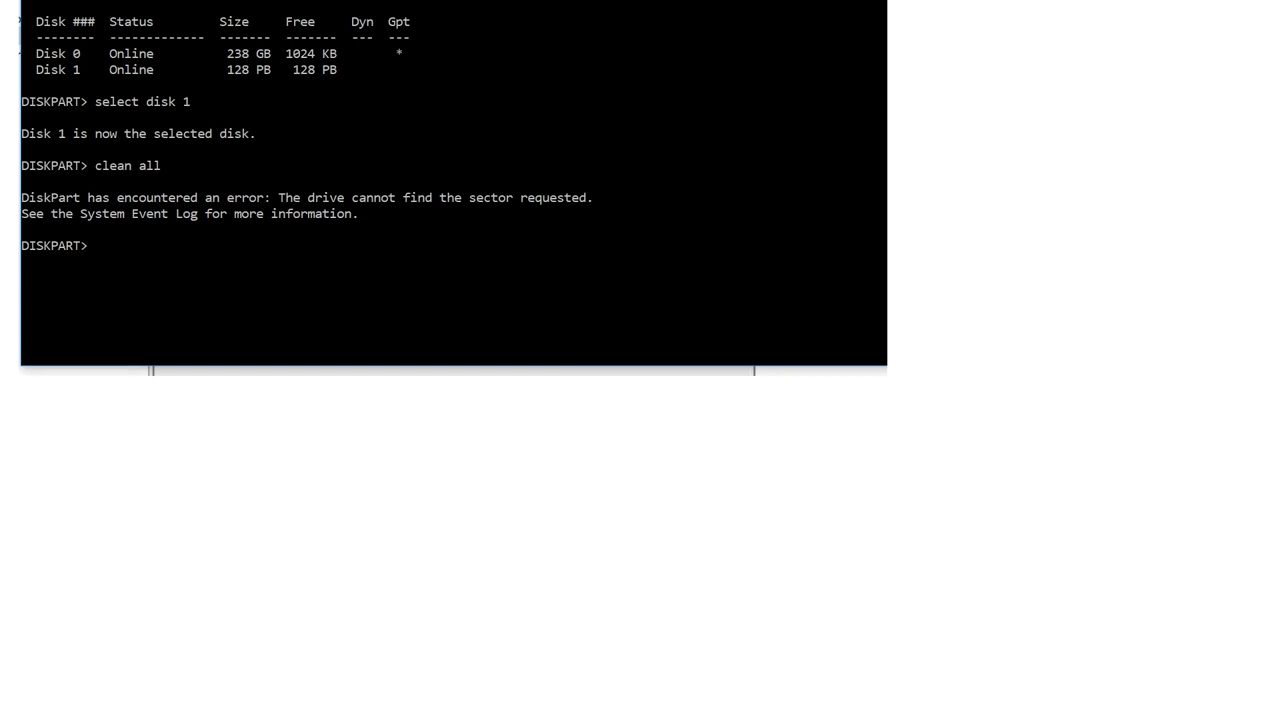 Disk ###  Status         Size     Free     Dyn  Gpt
--------  -------------  -------  -------  ---  ---
Disk 0    Online          238 GB  1024 KB        *
Disk 1    Online          128 PB   128 PB
DISKPART> select disk 1
Disk 1 is now the selected disk.
DISKPART> clean all
DiskPart has encountered an error: The drive cannot find the sector requested.
See the System Event Log for more information.
DISKPART>